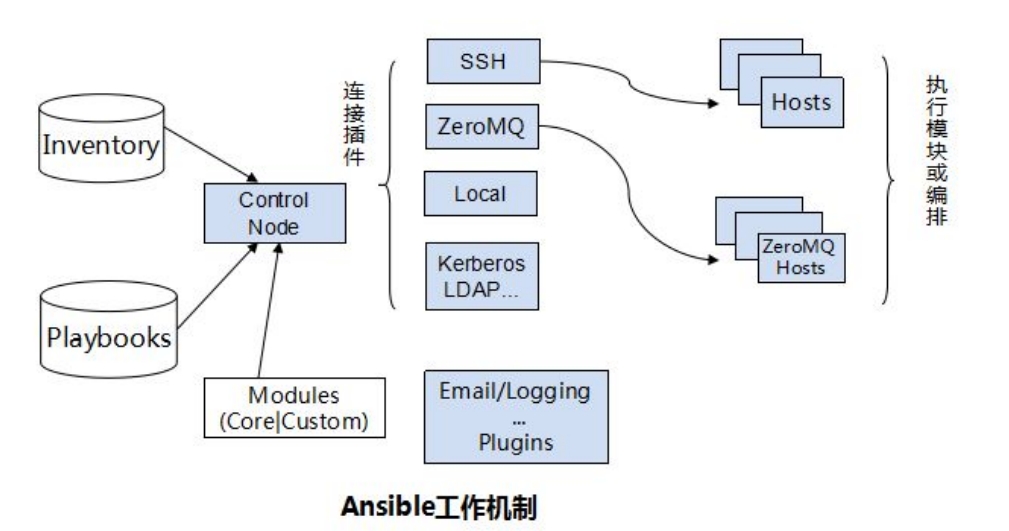 Inventory
Playbooks
Control
Node
Modules
(Core|Custom)
连接插件
SSH
ZeroMQ
Local
Kerberos
LDAP...
Email/Logging
...
Plugins
Hosts
ZeroMQ
Hosts
执行模块或编排
Ansible工作机制